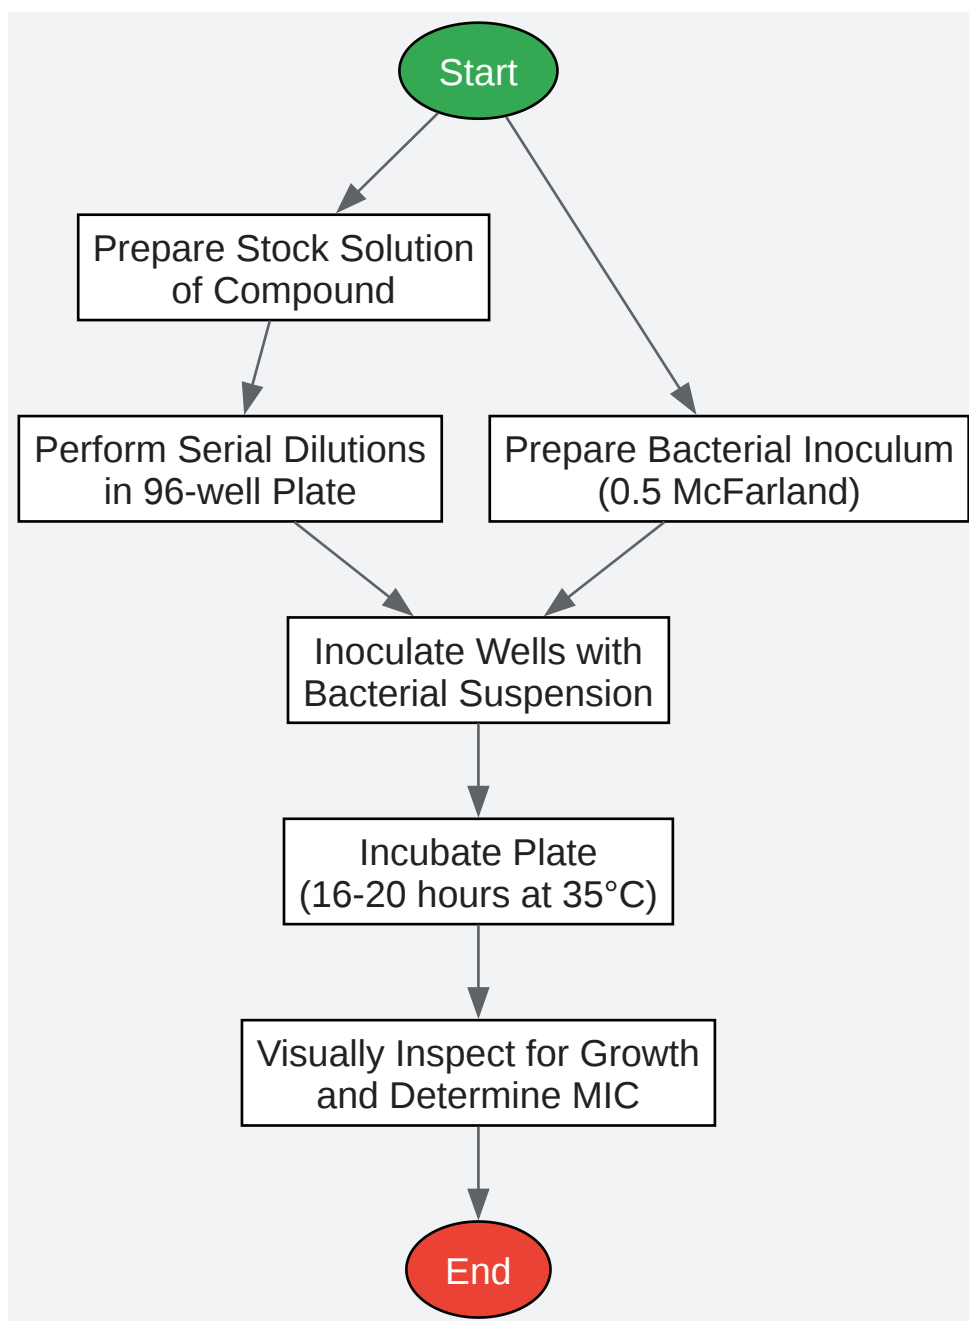 Start
Prepare Stock Solution
of Compound
Perform Serial Dilutions
in 96-well Plate
Prepare Bacterial Inoculum
(0.5 McFarland)
Inoculate Wells with
Bacterial Suspension
Incubate Plate
(16-20 hours at 35°C)
Visually Inspect for Growth
and Determine MIC
End